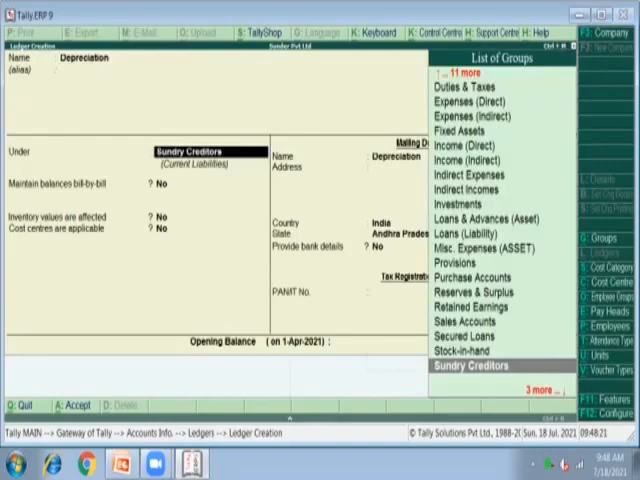 Tally.ERP 9
P: Print E: Export M: E-Mail O: Upload S: TallyShop G: Language K: Keyboard K: Control Centre H: Support Centre H: Help F3: Company
Ledger Creation Sunder Pvt Ltd Ctrl + M
Name : Depreciation
(alias) :
List of Groups
↑ ... 11 more
Duties & Taxes
Expenses (Direct)
Expenses (Indirect)
Fixed Assets
Income (Direct)
Income (Indirect)
Indirect Expenses
Indirect Incomes
Investments
Loans & Advances (Asset)
Loans (Liability)
Misc. Expenses (ASSET)
Provisions
Purchase Accounts
Reserves & Surplus
Retained Earnings
Sales Accounts
Secured Loans
Stock-in-hand
Sundry Creditors
3 more ... ↓
Under : Sundry Creditors
(Current Liabilities)
Maintain balances bill-by-bill ? No
Inventory values are affected ? No
Cost centres are applicable ? No
Mailing D
Name : Depreciation
Address :
Country : India
State : Andhra Prades
Provide bank details ? No
Tax Registrat
PAN/IT No. :
Opening Balance ( on 1-Apr-2021) :
G: Groups
L: Ledgers
S: Cost Category
C: Cost Centre
O: Employee Groups
E: Pay Heads
P: Employees
T: Attendance Type
U: Units
V: Voucher Types
F11: Features
F12: Configure
Q: Quit A: Accept D: Delete
Tally MAIN --> Gateway of Tally --> Accounts Info. --> Ledgers --> Ledger Creation © Tally Solutions Pvt Ltd., 1988-20 Sun, 18 Jul, 2021 09:48:21
9:48 AM
7/18/2021